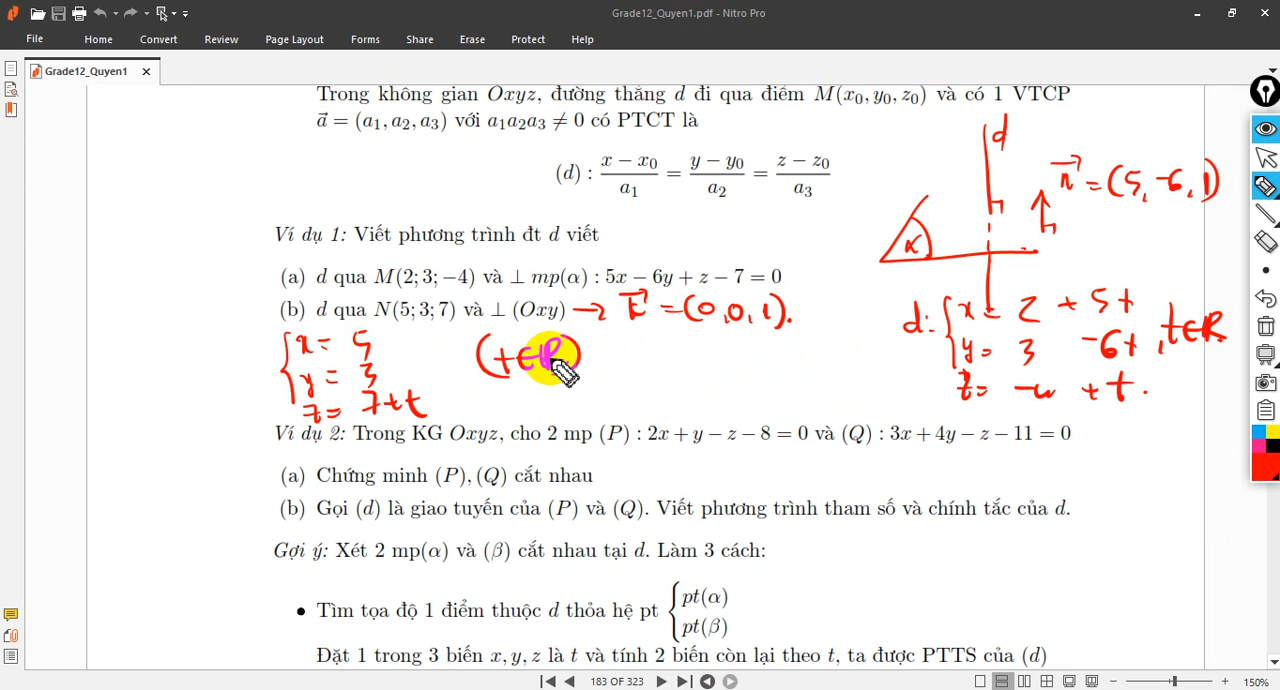 Grade12_Quyen1.pdf - Nitro Pro
File Home Convert Review Page Layout Forms Share Erase Protect Help
Grade12_Quyen1
Trong không gian Oxyz, đường thẳng d đi qua điểm M(x₀, y₀, z₀) và có 1 VTCP
a⃗ = (a₁, a₂, a₃) với a₁a₂a₃ ≠ 0 có PTCT là
(d) : (x − x₀)/a₁ = (y − y₀)/a₂ = (z − z₀)/a₃
d
n⃗ = (5, -6, 1)
α
Ví dụ 1: Viết phương trình đt d viết
(a) d qua M(2; 3; −4) và ⊥ mp(α) : 5x − 6y + z − 7 = 0
(b) d qua N(5; 3; 7) và ⊥ (Oxy) → k⃗ = (0, 0, 1).
x = 5
y = 3
z = 7 + t
(t ∈ R)
d: { x = 2 + 5t
y = 3 - 6t , t ∈ R.
z = -4 + t.
Ví dụ 2: Trong KG Oxyz, cho 2 mp (P) : 2x + y − z − 8 = 0 và (Q) : 3x + 4y − z − 11 = 0
(a) Chứng minh (P), (Q) cắt nhau
(b) Gọi (d) là giao tuyến của (P) và (Q). Viết phương trình tham số và chính tắc của d.
Gợi ý: Xét 2 mp(α) và (β) cắt nhau tại d. Làm 3 cách:
• Tìm tọa độ 1 điểm thuộc d thỏa hệ pt { pt(α)
pt(β)
Đặt 1 trong 3 biến x, y, z là t và tính 2 biến còn lại theo t, ta được PTTS của (d)
183 OF 323
150%